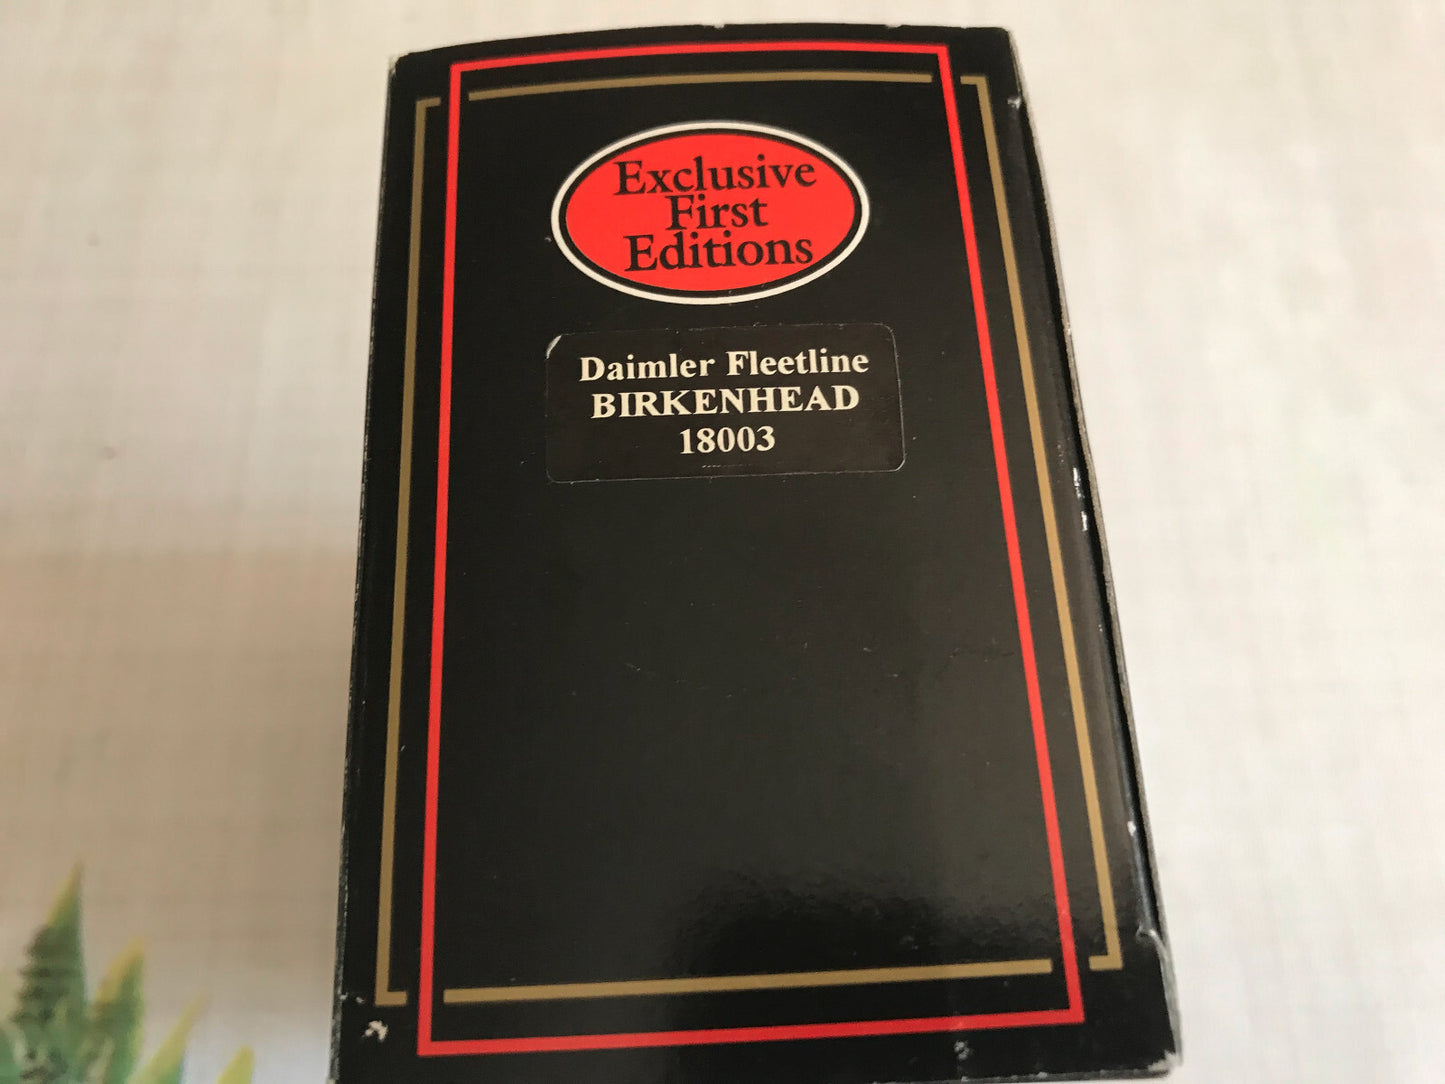 Exclusive
First
Editions
Daimler Fleetline
BIRKENHEAD
18003